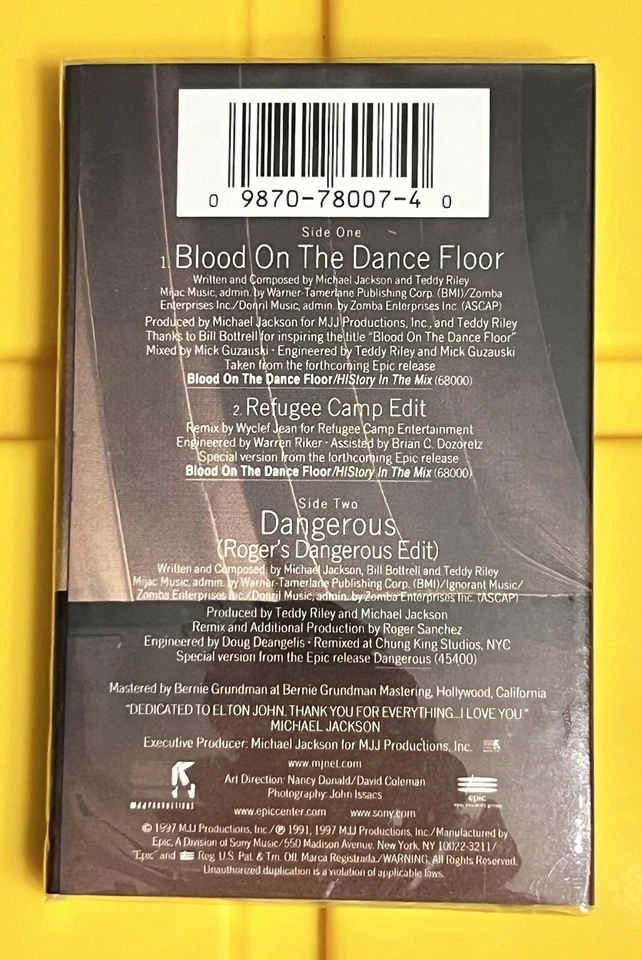 0 9870-78007-4 0
Side One
1. Blood On The Dance Floor
Written and Composed by Michael Jackson and Teddy Riley
Mijac Music, admin. by Warner-Tamerlane Publishing Corp. (BMI)/Zomba
Enterprises Inc./Donril Music, admin. by Zomba Enterprises Inc. (ASCAP)
Produced by Michael Jackson for MJJ Productions, Inc., and Teddy Riley
Thanks to Bill Bottrell for inspiring the title "Blood On The Dance Floor"
Mixed by Mick Guzauski · Engineered by Teddy Riley and Mick Guzauski
Taken from the forthcoming Epic release
Blood On The Dance Floor/HIStory In The Mix (68000)
2. Refugee Camp Edit
Remix by Wyclef Jean for Refugee Camp Entertainment
Engineered by Warren Riker · Assisted by Brian C. Dozoretz
Special version from the forthcoming Epic release
Blood On The Dance Floor/HIStory In The Mix (68000)
Side Two
Dangerous
(Roger's Dangerous Edit)
Written and Composed by Michael Jackson, Bill Bottrell and Teddy Riley
Mijac Music, admin. by Warner-Tamerlane Publishing Corp. (BMI)/Ignorant Music/
Zomba Enterprises Inc./Donril Music, admin. by Zomba Enterprises Inc. (ASCAP)
Produced by Teddy Riley and Michael Jackson
Remix and Additional Production by Roger Sanchez
Engineered by Doug Deangelis · Remixed at Chung King Studios, NYC
Special version from the Epic release Dangerous (45400)
Mastered by Bernie Grundman at Bernie Grundman Mastering, Hollywood, California
"DEDICATED TO ELTON JOHN, THANK YOU FOR EVERYTHING...I LOVE YOU."
MICHAEL JACKSON
Executive Producer: Michael Jackson for MJJ Productions, Inc.
www.mjnet.com
Art Direction: Nancy Donald/David Coleman
Photography: John Issacs
MJJ PRODUCTIONS
epic
www.epiccenter.com www.sony.com
© 1997 MJJ Productions, Inc./℗ 1991, 1997 MJJ Productions, Inc./Manufactured by
Epic, A Division of Sony Music/550 Madison Avenue, New York, NY 10022-3211/
"Epic" and Reg. U.S. Pat. & Tm. Off. Marca Registrada./WARNING: All Rights Reserved.
Unauthorized duplication is a violation of applicable laws.